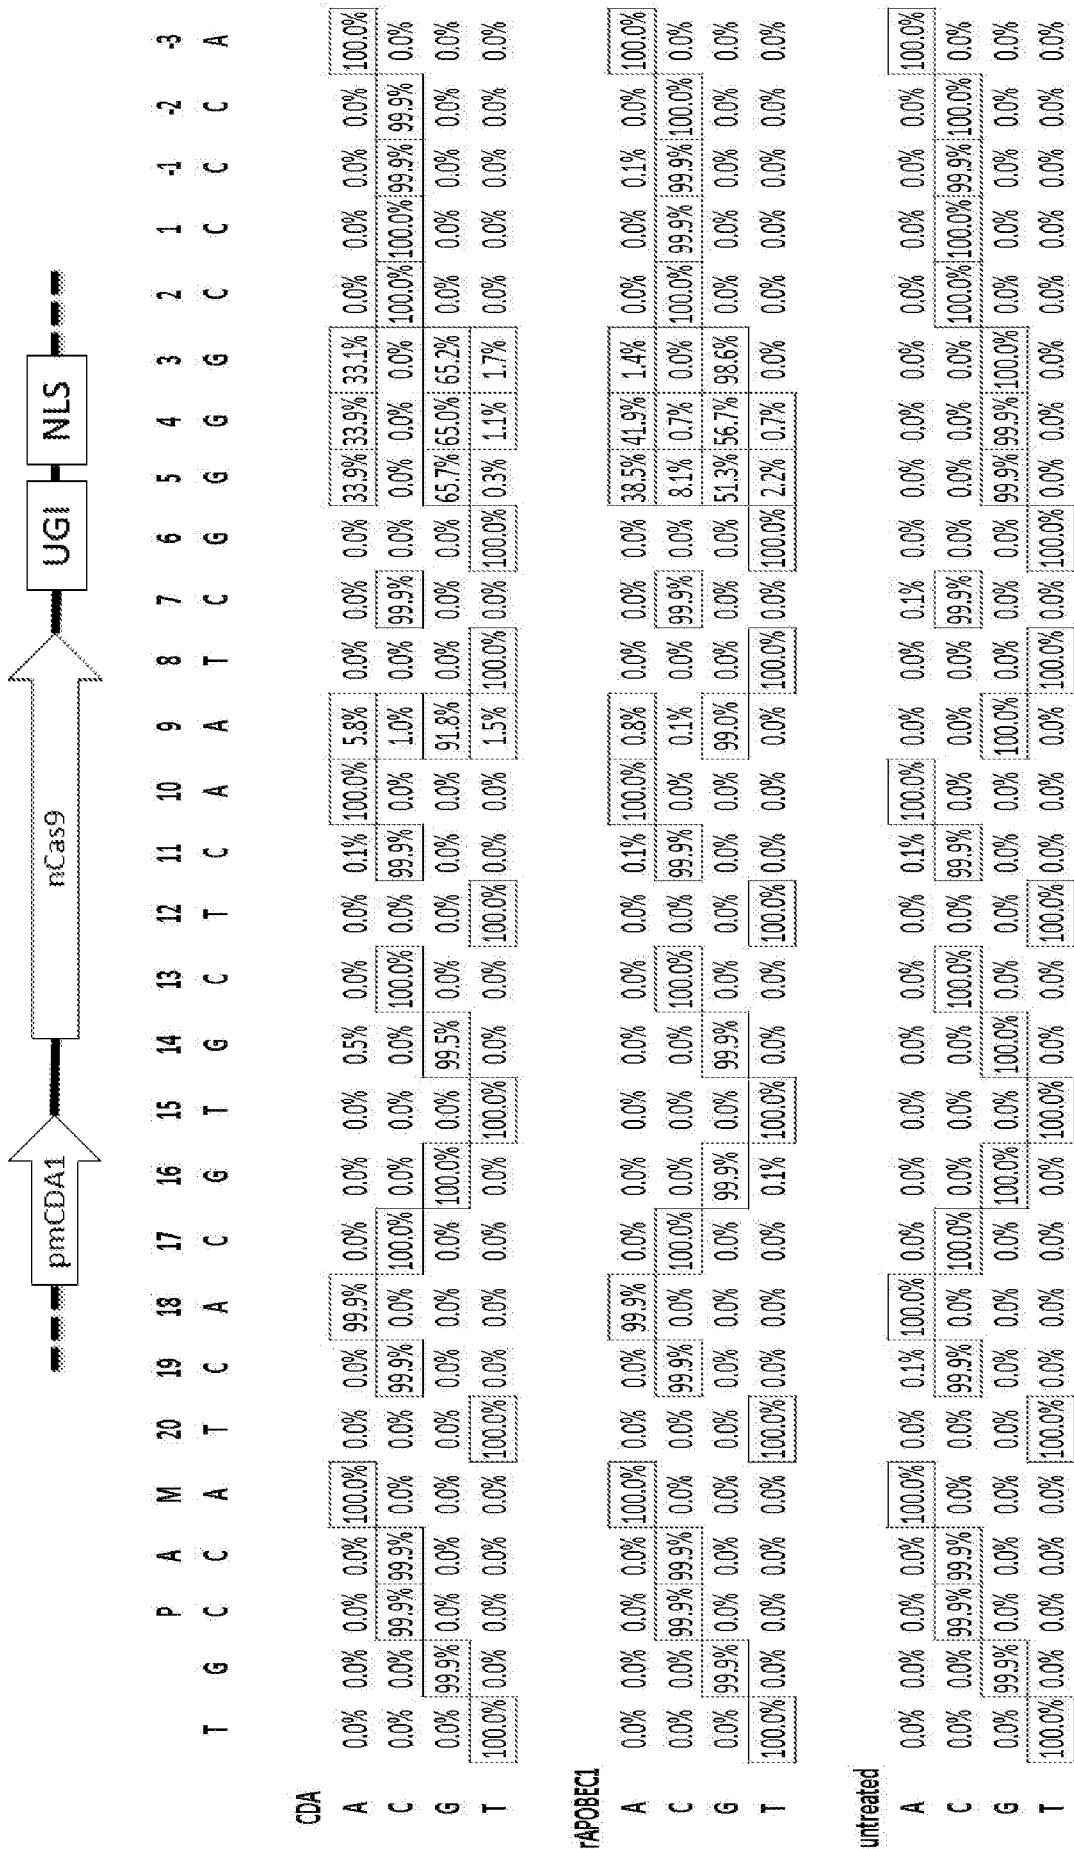 pmCDA1 nCas9 UGI NLS
P A M 20 19 18 17 16 15 14 13 12 11 10 9 8 7 6 5 4 3 2 1 -1 -2 -3
T G C C A T C A C G T G C T C A A T C G G G G C C C C A
CDA
A 0.0% 0.0% 0.0% 0.0% 100.0% 0.0% 0.0% 99.9% 0.0% 0.0% 0.0% 0.5% 0.0% 0.0% 0.1% 100.0% 5.8% 0.0% 0.0% 0.0% 33.9% 33.9% 33.1% 0.0% 0.0% 0.0% 0.0% 100.0%
C 0.0% 0.0% 99.9% 99.9% 0.0% 0.0% 99.9% 0.0% 100.0% 0.0% 0.0% 0.0% 100.0% 0.0% 99.9% 0.0% 1.0% 0.0% 99.9% 0.0% 0.0% 0.0% 0.0% 100.0% 100.0% 99.9% 99.9% 0.0%
G 0.0% 99.9% 0.0% 0.0% 0.0% 0.0% 0.0% 0.0% 0.0% 100.0% 0.0% 99.5% 0.0% 0.0% 0.0% 0.0% 91.8% 0.0% 0.0% 0.0% 65.7% 65.0% 65.2% 0.0% 0.0% 0.0% 0.0% 0.0%
T 100.0% 0.0% 0.0% 0.0% 0.0% 100.0% 0.0% 0.0% 0.0% 0.0% 100.0% 0.0% 0.0% 100.0% 0.0% 0.0% 1.5% 100.0% 0.0% 100.0% 0.3% 1.1% 1.7% 0.0% 0.0% 0.0% 0.0% 0.0%
rAPOBEC1
A 0.0% 0.0% 0.0% 0.0% 100.0% 0.0% 0.0% 99.9% 0.0% 0.0% 0.0% 0.0% 0.0% 0.0% 0.1% 100.0% 0.8% 0.0% 0.0% 0.0% 38.5% 41.9% 1.4% 0.0% 0.0% 0.1% 0.0% 100.0%
C 0.0% 0.0% 99.9% 99.9% 0.0% 0.0% 99.9% 0.0% 100.0% 0.0% 0.0% 0.0% 100.0% 0.0% 99.9% 0.0% 0.1% 0.0% 99.9% 0.0% 8.1% 0.7% 0.0% 100.0% 99.9% 99.9% 100.0% 0.0%
G 0.0% 99.9% 0.0% 0.0% 0.0% 0.0% 0.0% 0.0% 0.0% 99.9% 0.0% 99.9% 0.0% 0.0% 0.0% 0.0% 99.0% 0.0% 0.0% 0.0% 51.3% 56.7% 98.6% 0.0% 0.0% 0.0% 0.0% 0.0%
T 100.0% 0.0% 0.0% 0.0% 0.0% 100.0% 0.0% 0.0% 0.0% 0.1% 100.0% 0.0% 0.0% 100.0% 0.0% 0.0% 0.0% 100.0% 0.0% 100.0% 2.2% 0.7% 0.0% 0.0% 0.0% 0.0% 0.0% 0.0%
untreated
A 0.0% 0.0% 0.0% 0.0% 100.0% 0.0% 0.1% 100.0% 0.0% 0.0% 0.0% 0.0% 0.0% 0.0% 0.1% 100.0% 0.0% 0.0% 0.1% 0.0% 0.0% 0.0% 0.0% 0.0% 0.0% 0.0% 0.0% 100.0%
C 0.0% 0.0% 99.9% 99.9% 0.0% 0.0% 99.9% 0.0% 100.0% 0.0% 0.0% 0.0% 100.0% 0.0% 99.9% 0.0% 0.0% 0.0% 99.9% 0.0% 0.0% 0.0% 0.0% 100.0% 100.0% 99.9% 100.0% 0.0%
G 0.0% 99.9% 0.0% 0.0% 0.0% 0.0% 0.0% 0.0% 0.0% 100.0% 0.0% 100.0% 0.0% 0.0% 0.0% 0.0% 100.0% 0.0% 0.0% 0.0% 99.9% 99.9% 100.0% 0.0% 0.0% 0.0% 0.0% 0.0%
T 100.0% 0.0% 0.0% 0.0% 0.0% 100.0% 0.0% 0.0% 0.0% 0.0% 100.0% 0.0% 0.0% 100.0% 0.0% 0.0% 0.0% 100.0% 0.0% 100.0% 0.0% 0.0% 0.0% 0.0% 0.0% 0.0% 0.0% 0.0%